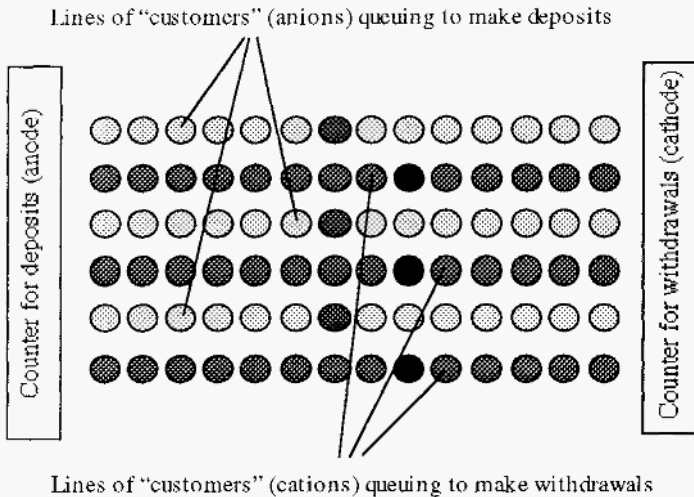 Lines of “customers” (anions) queuing to make deposits
Counter for deposits (anode)
Counter for withdrawals (cathode)
Lines of “customers” (cations) queuing to make withdrawals